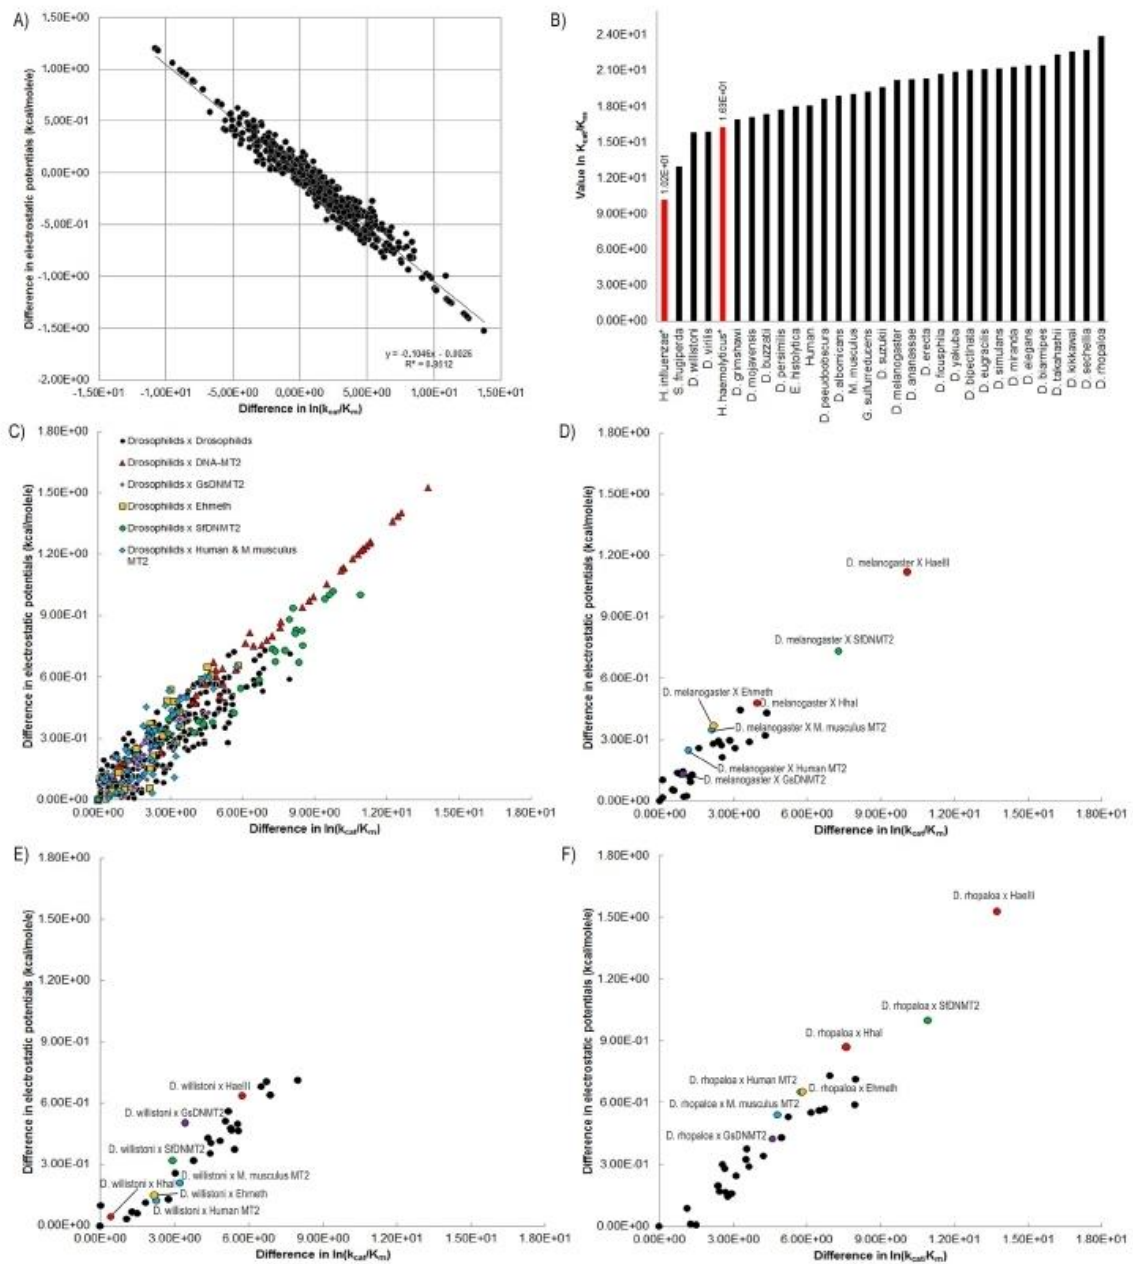 A)
Difference in electrostatic potentials (kcal/mole/e)
1.50E+00
1.00E+00
5.00E-01
0.00E+00
-5.00E-01
-1.00E+00
-1.50E+00
-2.00E+00
y = -0.1046x - 0.0026
-1.50E+01
-1.00E+01
-5.00E+00
0.00E+00
5.00E+00
1.00E+01
1.50E+01
Difference in ln(kcat/Km)
B)
Value ln Kcat/Km
2.40E+01
2.10E+01
1.80E+01
1.50E+01
1.20E+01
9.00E+00
6.00E+00
3.00E+00
0.00E+00
1.02E+01
1.63E+01
H. influenzae*
S. frugiperda
D. willistoni
D. virilis
H. haemolyticus*
D. grimshawi
D. mojavensis
D. buzzatii
D. persimilis
E. histolytica
Human
D. pseudoobscura
D. albomicans
M. musculus
G. sulfurreducens
D. suzukii
D. melanogaster
D. ananassae
D. erecta
D. ficusphia
D. yakuba
D. bipectinata
D. eugracilis
D. simulans
D. miranda
D. elegans
D. biarmipes
D. takahashii
D. kikkawai
D. sechellia
D. rhopaloa
C)
Difference in electrostatic potentials (kcal/mole/e)
1.80E+00
1.50E+00
1.20E+00
9.00E-01
6.00E-01
3.00E-01
0.00E+00
Drosophilids x Drosophilids
Drosophilids x DNA-MT2
Drosophilids x GsDNMT2
Drosophilids x Ehmeth
Drosophilids x SfDNMT2
Drosophilids x Human & M musculus
MT2
0.00E+00
3.00E+00
6.00E+00
9.00E+00
1.20E+01
1.50E+01
1.80E+01
Difference in ln(kcat/Km)
D)
Difference in electrostatic potentials (kcal/mole/e)
1.80E+00
1.50E+00
1.20E+00
9.00E-01
6.00E-01
3.00E-01
0.00E+00
D. melanogaster X HaeIII
D. melanogaster X SfDNMT2
D. melanogaster X Ehmeth
D. melanogaster X HhaI
D. melanogaster X M. musculus MT2
D. melanogaster X Human MT2
D. melanogaster X GsDNMT2
0.00E+00
3.00E+00
6.00E+00
9.00E+00
1.20E+01
1.50E+01
1.80E+01
Difference in ln(kcat/Km)
E)
Difference in electrostatic potentials (kcal/mole/e)
1.80E+00
1.50E+00
1.20E+00
9.00E-01
6.00E-01
3.00E-01
0.00E+00
D. willistoni x HaeIII
D. willistoni x GsDNMT2
D. willistoni x SfDNMT2
D. willistoni x HhaI
D. willistoni x M. musculus MT2
D. willistoni x Ehmeth
D. willistoni x Human MT2
0.00E+00
3.00E+00
6.00E+00
9.00E+00
1.20E+01
1.50E+01
1.80E+01
Difference in ln(kcat/Km)
F)
Difference in electrostatic potentials (kcal/mole/e)
1.80E+00
1.50E+00
1.20E+00
9.00E-01
6.00E-01
3.00E-01
0.00E+00
D. rhopaloa x HaeIII
D. rhopaloa x SfDNMT2
D. rhopaloa x HhaI
D. rhopaloa x Human MT2
D. rhopaloa x Ehmeth
D. rhopaloa x M. musculus MT2
D. rhopaloa x GsDNMT2
0.00E+00
3.00E+00
6.00E+00
9.00E+00
1.20E+01
1.50E+01
1.80E+01
Difference in ln(kcat/Km)